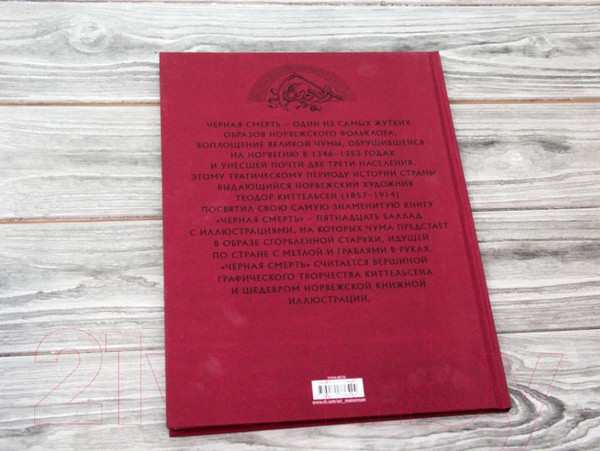 ЧЕРНАЯ СМЕРТЬ – ОДИН ИЗ САМЫХ ЖУТКИХ
ОБРАЗОВ НОРВЕЖСКОГО ФОЛЬКЛОРА,
ВОПЛОЩЕНИЕ ВЕЛИКОЙ ЧУМЫ, ОБРУШИВШЕЙСЯ
НА НОРВЕГИЮ В 1346–1353 ГОДАХ
И УНЕСШЕЙ ПОЧТИ ДВЕ ТРЕТИ НАСЕЛЕНИЯ.
ЭТОМУ ТРАГИЧЕСКОМУ ПЕРИОДУ ИСТОРИИ СТРАНЫ
ВЫДАЮЩИЙСЯ НОРВЕЖСКИЙ ХУДОЖНИК
ТЕОДОР КИТТЕЛЬСЕН (1857–1914)
ПОСВЯТИЛ СВОЮ САМУЮ ЗНАМЕНИТУЮ КНИГУ
«ЧЕРНАЯ СМЕРТЬ» – ПЯТНАДЦАТЬ БАЛЛАД
С ИЛЛЮСТРАЦИЯМИ, НА КОТОРЫХ ЧУМА ПРЕДСТАЕТ
В ОБРАЗЕ СГОРБЛЕННОЙ СТАРУХИ, ИДУЩЕЙ
ПО СТРАНЕ С МЕТЛОЙ И ГРАБЛЯМИ В РУКАХ.
«ЧЕРНАЯ СМЕРТЬ» СЧИТАЕТСЯ ВЕРШИНОЙ
ГРАФИЧЕСКОГО ТВОРЧЕСТВА КИТТЕЛЬСЕНА
И ШЕДЕВРОМ НОРВЕЖСКОЙ КНИЖНОЙ
ИЛЛЮСТРАЦИИ.
www.ast.ru